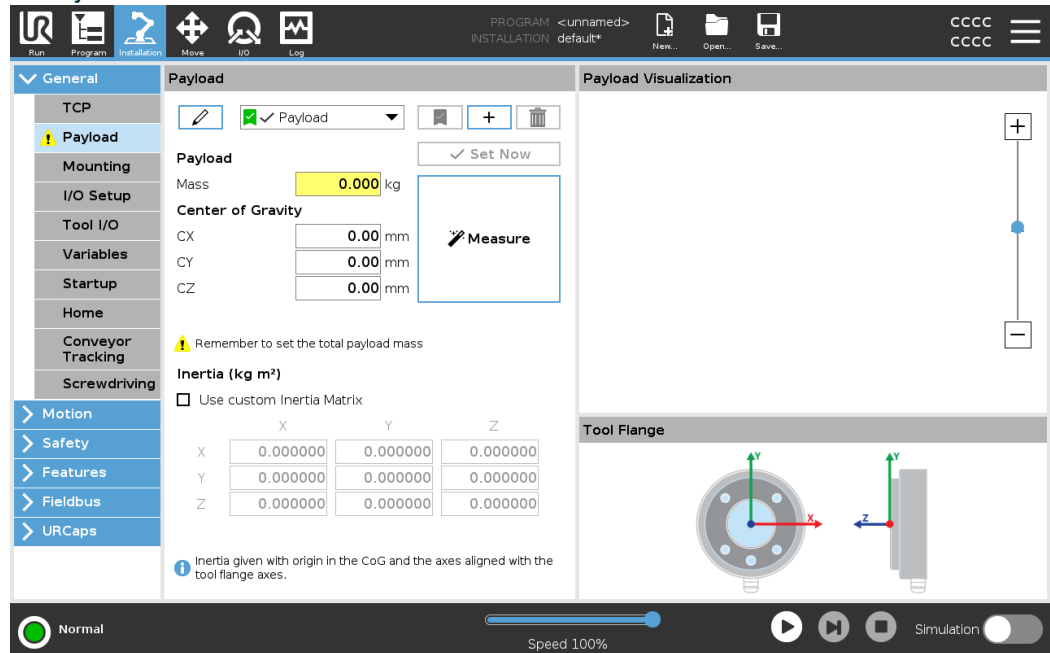 PROGRAM <unnamed>
INSTALLATION default*
CCCC
CCCC
Run Program Installation Move I/O Log New... Open... Save...
General
TCP
Payload
Mounting
I/O Setup
Tool I/O
Variables
Startup
Home
Conveyor
Tracking
Screwdriving
Motion
Safety
Features
Fieldbus
URCaps
Payload
Payload
+
Payload
Set Now
Mass 0.000 kg
Center of Gravity
CX 0.00 mm
CY 0.00 mm
CZ 0.00 mm
Measure
Remember to set the total payload mass
Inertia (kg m²)
Use custom Inertia Matrix
X Y Z
X 0.000000 0.000000 0.000000
Y 0.000000 0.000000 0.000000
Z 0.000000 0.000000 0.000000
Inertia given with origin in the CoG and the axes aligned with the
tool flange axes.
Payload Visualization
+
−
Tool Flange
Y
X
Y
Z
Normal
Speed 100%
Simulation